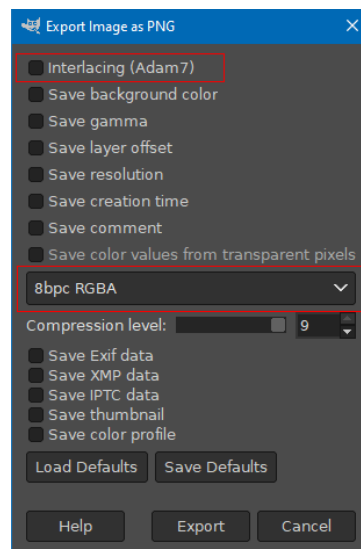 Export Image as PNG
Interlacing (Adam7)
Save background color
Save gamma
Save layer offset
Save resolution
Save creation time
Save comment
Save color values from transparent pixels
8bpc RGBA
Compression level: 9
Save Exif data
Save XMP data
Save IPTC data
Save thumbnail
Save color profile
Load Defaults Save Defaults
Help Export Cancel